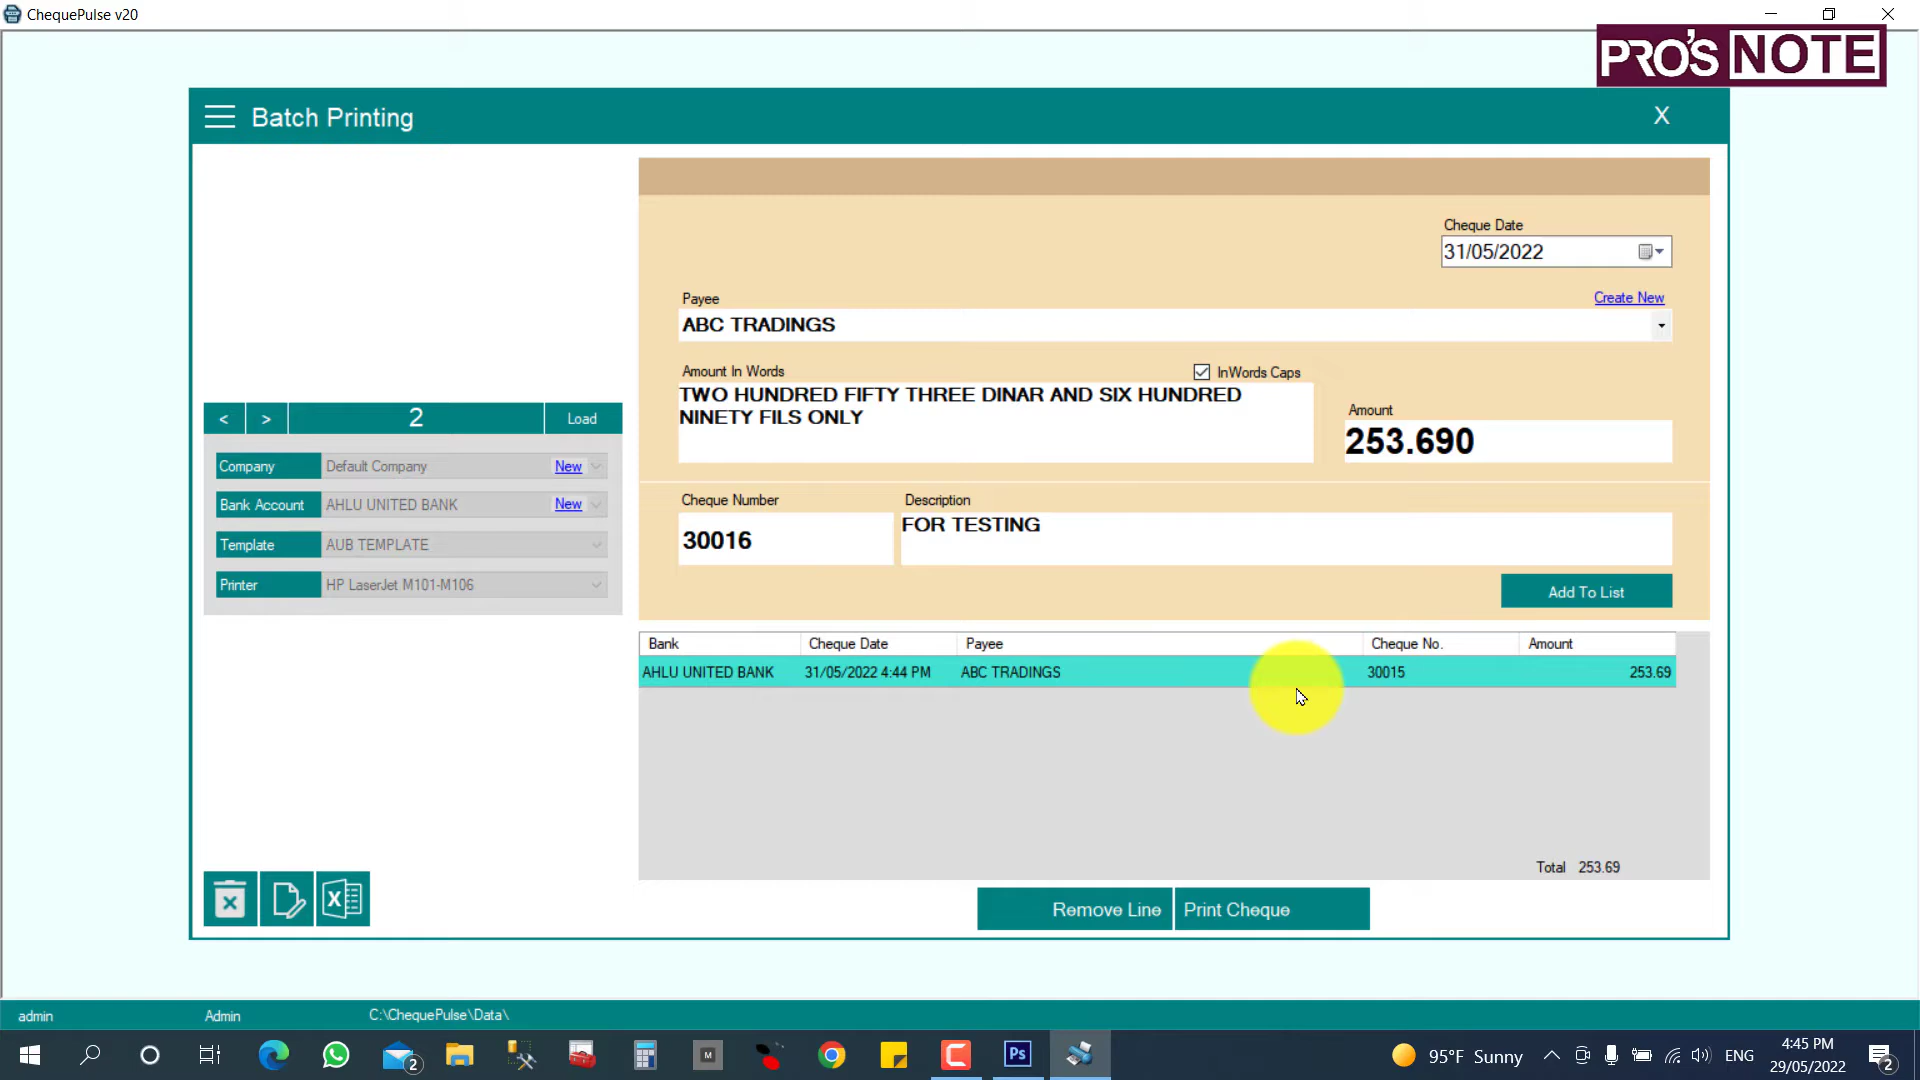 ChequePulse v20
PRO'S NOTE
Batch Printing
X
Cheque Date
31/05/2022
Payee
Create New
ABC TRADINGS
Amount In Words
InWords Caps
TWO HUNDRED FIFTY THREE DINAR AND SIX HUNDRED
NINETY FILS ONLY
Amount
253.690
< > 2 Load
Company Default Company New
Bank Account AHLU UNITED BANK New
Template AUB TEMPLATE
Printer HP LaserJet M101-M106
Cheque Number
Description
30016
FOR TESTING
Add To List
Bank Cheque Date Payee Cheque No. Amount
AHLU UNITED BANK 31/05/2022 4:44 PM ABC TRADINGS 30015 253.69
Total 253.69
Remove Line Print Cheque
admin Admin C:\ChequePulse\Data\
2
M
Ps
95°F Sunny
ENG
4:45 PM
29/05/2022
2